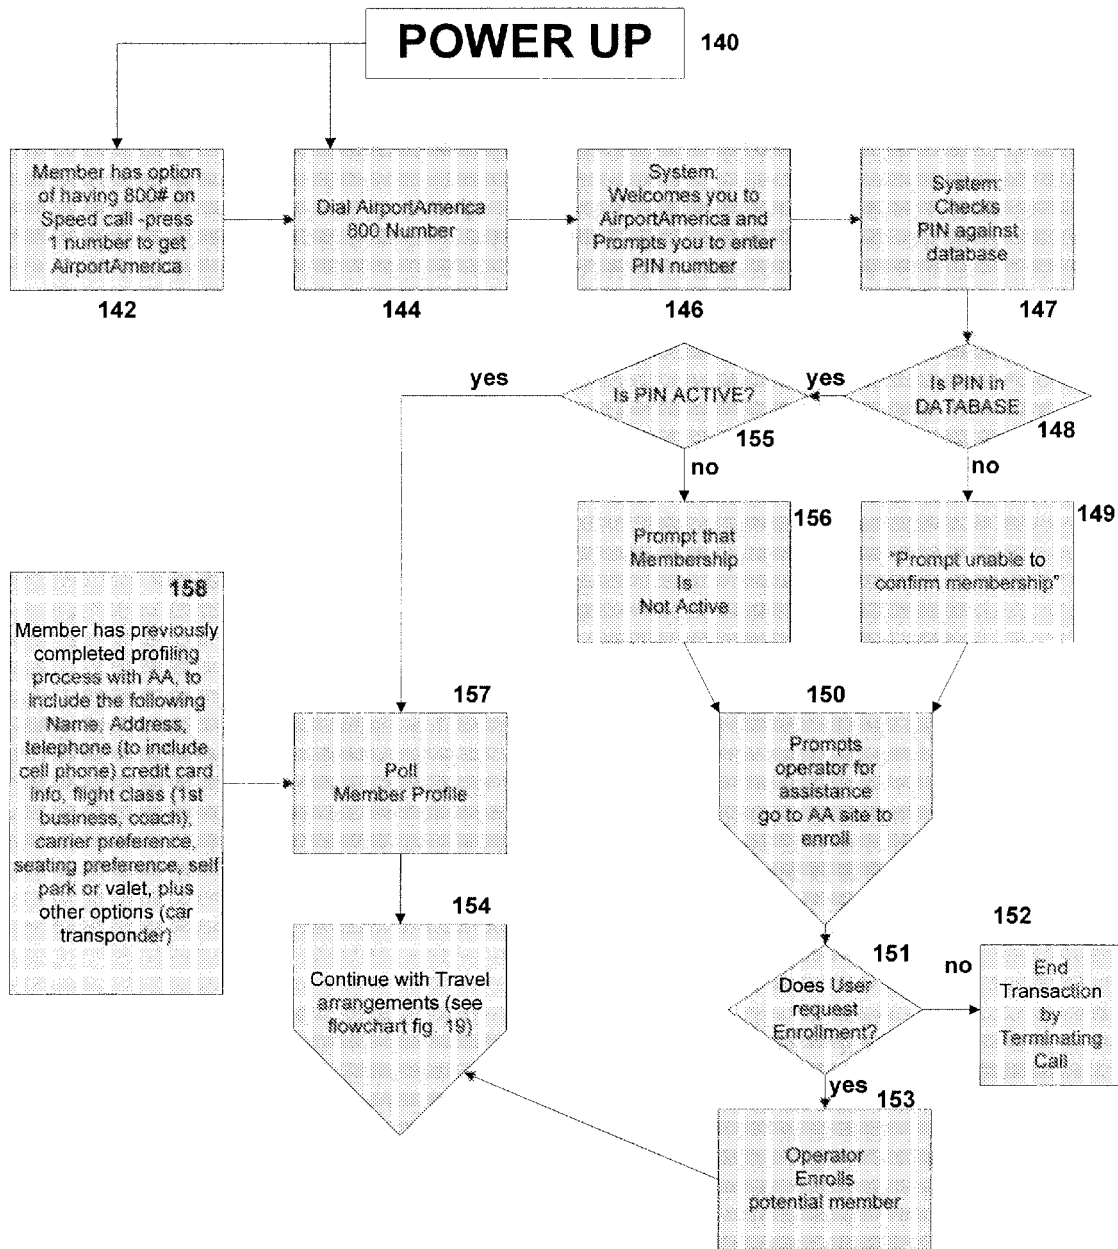 POWER UP
140
Member has option
of having 800# on
Speed call -press
1 number to get
AirportAmerica
142
Dial AirportAmerica
800 Number
144
System:
Welcomes you to
AirportAmerica and
Prompts you to enter
PIN number
146
System:
Checks
PIN against
database
147
Is PIN in
DATABASE
148
yes
no
Is PIN ACTIVE?
155
yes
no
Prompt that
Membership
Is
Not Active
156
"Prompt unable to
confirm membership"
149
158
Member has previously
completed profiling
process with AA, to
include the following
Name, Address,
telephone (to include
cell phone) credit card
info, flight class (1st
business, coach),
carrier preference,
seating preference, self
park or valet, plus
other options (car
transponder)
157
Poll
Member Profile
150
Prompts
operator for
assistance
go to AA site to
enroll
154
Continue with Travel
arrangements (see
flowchart fig. 19)
151
Does User
request
Enrollment?
no
yes
152
End
Transaction
by
Terminating
Call
153
Operator
Enrolls
potential member